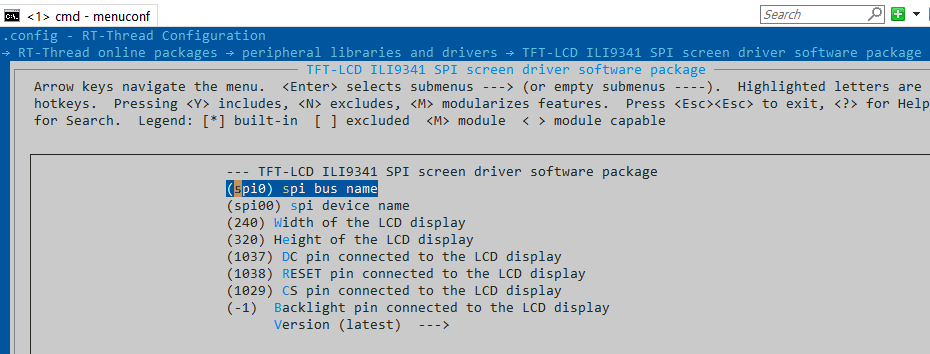 <1> cmd - menuconf
Search
.config - RT-Thread Configuration
→ RT-Thread online packages → peripheral libraries and drivers → TFT-LCD ILI9341 SPI screen driver software package
TFT-LCD ILI9341 SPI screen driver software package
Arrow keys navigate the menu.  <Enter> selects submenus ---> (or empty submenus ----).  Highlighted letters are
hotkeys.  Pressing <Y> includes, <N> excludes, <M> modularizes features.  Press <Esc><Esc> to exit, <?> for Help
for Search.  Legend: [*] built-in  [ ] excluded  <M> module  < > module capable
--- TFT-LCD ILI9341 SPI screen driver software package
(spi0) spi bus name
(spi00) spi device name
(240) Width of the LCD display
(320) Height of the LCD display
(1037) DC pin connected to the LCD display
(1038) RESET pin connected to the LCD display
(1029) CS pin connected to the LCD display
(-1)  Backlight pin connected to the LCD display
Version (latest)  --->